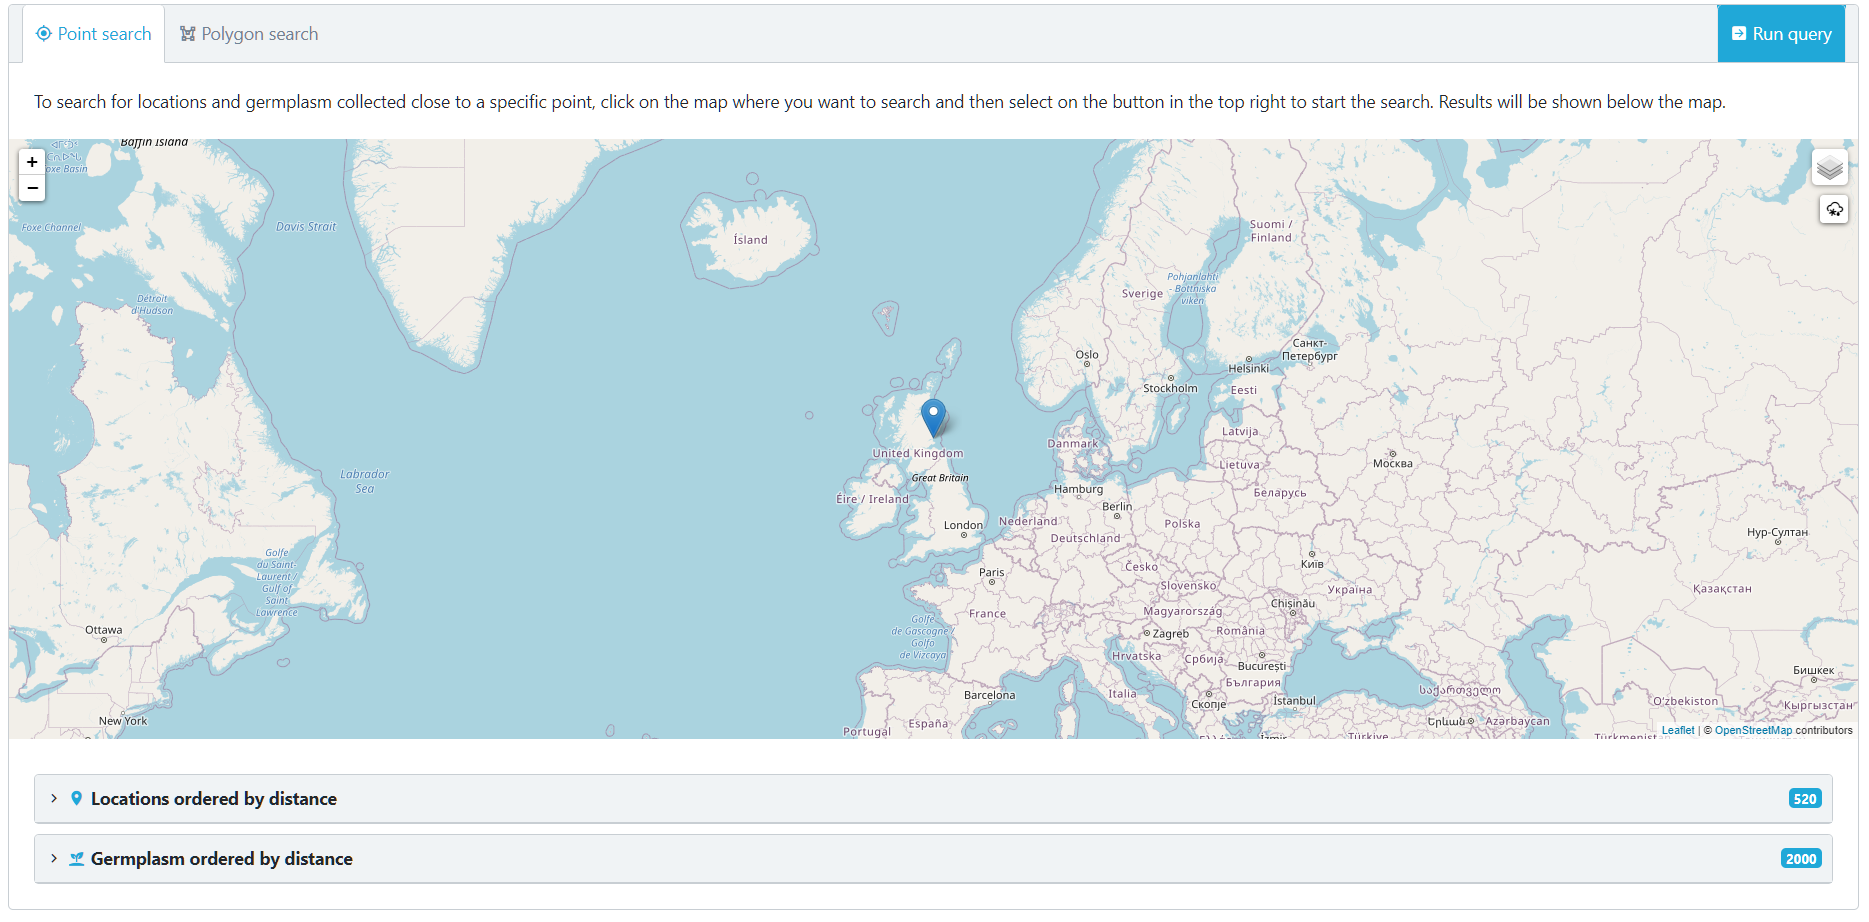 Point search
Polygon search
Run query
To search for locations and germplasm collected close to a specific point, click on the map where you want to search and then select on the button in the top right to start the search. Results will be shown below the map.
Baffin Island
+
−
Foxe Channel
Davis Strait
Ísland
Suomi /
Finland
Détroit
d'Hudson
Pohjanlahti
- Bottniska
viken
Sverige
Oslo
Санкт-
Петербург
Helsinki
Stockholm
Eesti
Latvija
Danmark
United Kingdom
Lietuva
Москва
Labrador
Sea
Great Britain
Hamburg
Беларусь
Éire / Ireland
Berlin
London
Nederland
Polska
Deutschland
Нур-Султан
Golfe
du Saint-
Laurent /
Gulf of
Saint
Lawrence
Київ
Paris
Česko
Slovensko
Україна
Қазақстан
Chișinău
France
Magyarország
Golfe
de Gascogne /
Golfo
de Vizcaya
Ottawa
Zagreb
România
Hrvatska
Србија
București
Бишкек
България
Barcelona
Italia
Скопје
Istanbul
საქართველო
Oʻzbekiston
Кыргызстан
New York
España
Երևան
Azərbaycan
Portugal
İzmir
Türkiye
Türkmenist
Leaflet | © OpenStreetMap contributors
Locations ordered by distance
520
Germplasm ordered by distance
2000